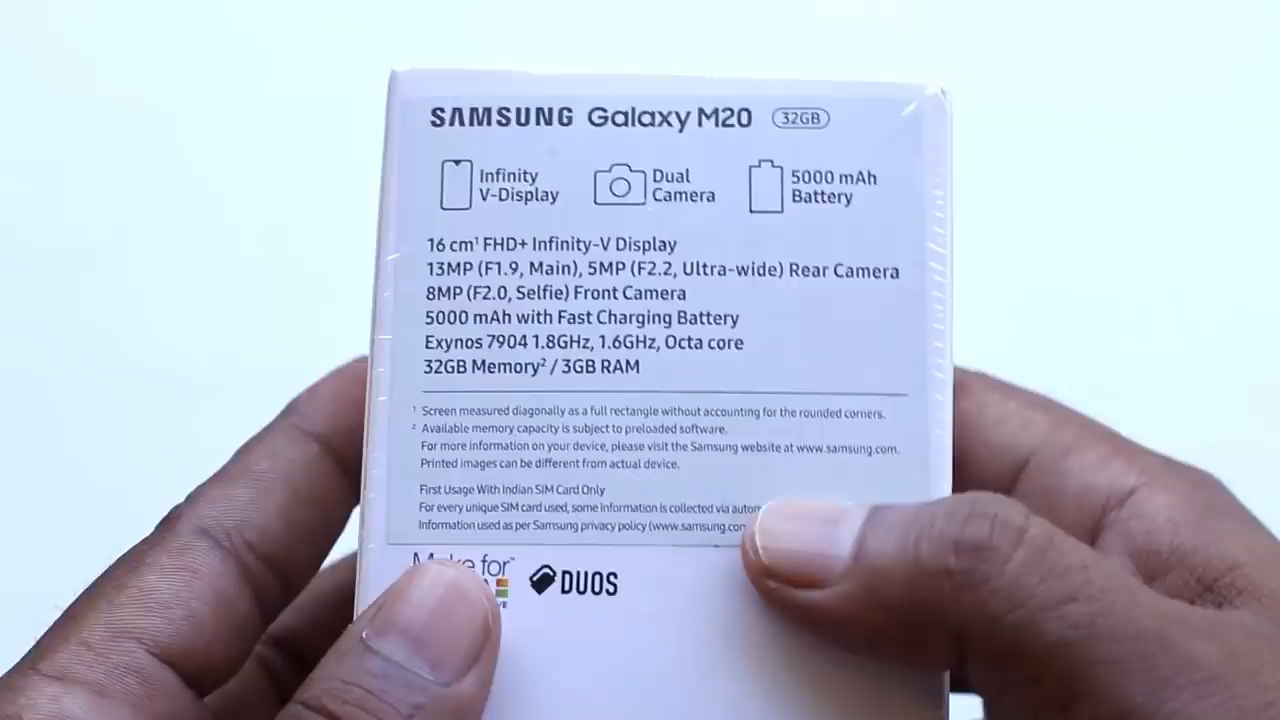 SAMSUNG Galaxy M20 32GB
Infinity V-Display
Dual Camera
5000 mAh Battery
16 cm¹ FHD+ Infinity-V Display
13MP (F1.9, Main), 5MP (F2.2, Ultra-wide) Rear Camera
8MP (F2.0, Selfie) Front Camera
5000 mAh with Fast Charging Battery
Exynos 7904 1.8GHz, 1.6GHz, Octa core
32GB Memory² / 3GB RAM
¹ Screen measured diagonally as a full rectangle without accounting for the rounded corners.
² Available memory capacity is subject to preloaded software.
For more information on your device, please visit the Samsung website at www.samsung.com.
Printed images can be different from actual device.
First Usage With Indian SIM Card Only
For every unique SIM card used, some information is collected via
Information used as per Samsung privacy policy (www.samsung.com
for™
DUOS